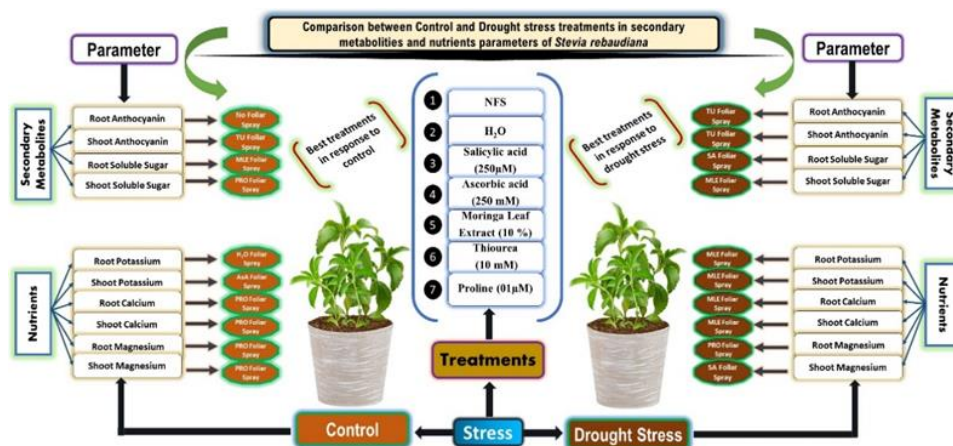 Comparison between Control and Drought stress treatments in secondary
metabolities and nutrients parameters of Stevia rebaudiana
Parameter
Secondary
Metabolites
Root Anthocyanin
Shoot Anthocyanin
Root Soluble Sugar
Shoot Soluble Sugar
No Foliar
Spray
TU Foliar
Spray
MLE Foliar
Spray
PRO Foliar
Spray
Best treatments
in response to
control
Nutrients
Root Potassium
Shoot Potassium
Root Calcium
Shoot Calcium
Root Magnesium
Shoot Magnesium
H2O Foliar
Spray
AsA Foliar
Spray
PRO Foliar
Spray
PRO Foliar
Spray
PRO Foliar
Spray
PRO Foliar
Spray
1
NFS
2
H2O
3
Salicylic acid
(250µM)
4
Ascorbic acid
(250 mM)
5
Moringa Leaf
Extract (10 %)
6
Thiourea
(10 mM)
7
Proline (01µM)
Treatments
Control
Stress
Drought Stress
Best treatments
in response to
drought stress
Parameter
TU Foliar
Spray
TU Foliar
Spray
SA Foliar
Spray
MLE Foliar
Spray
Root Anthocyanin
Shoot Anthocyanin
Root Soluble Sugar
Shoot Soluble Sugar
Secondary
Metabolites
MLE Foliar
Spray
MLE Foliar
Spray
MLE Foliar
Spray
MLE Foliar
Spray
PRO Foliar
Spray
SA Foliar
Spray
Root Potassium
Shoot Potassium
Root Calcium
Shoot Calcium
Root Magnesium
Shoot Magnesium
Nutrients